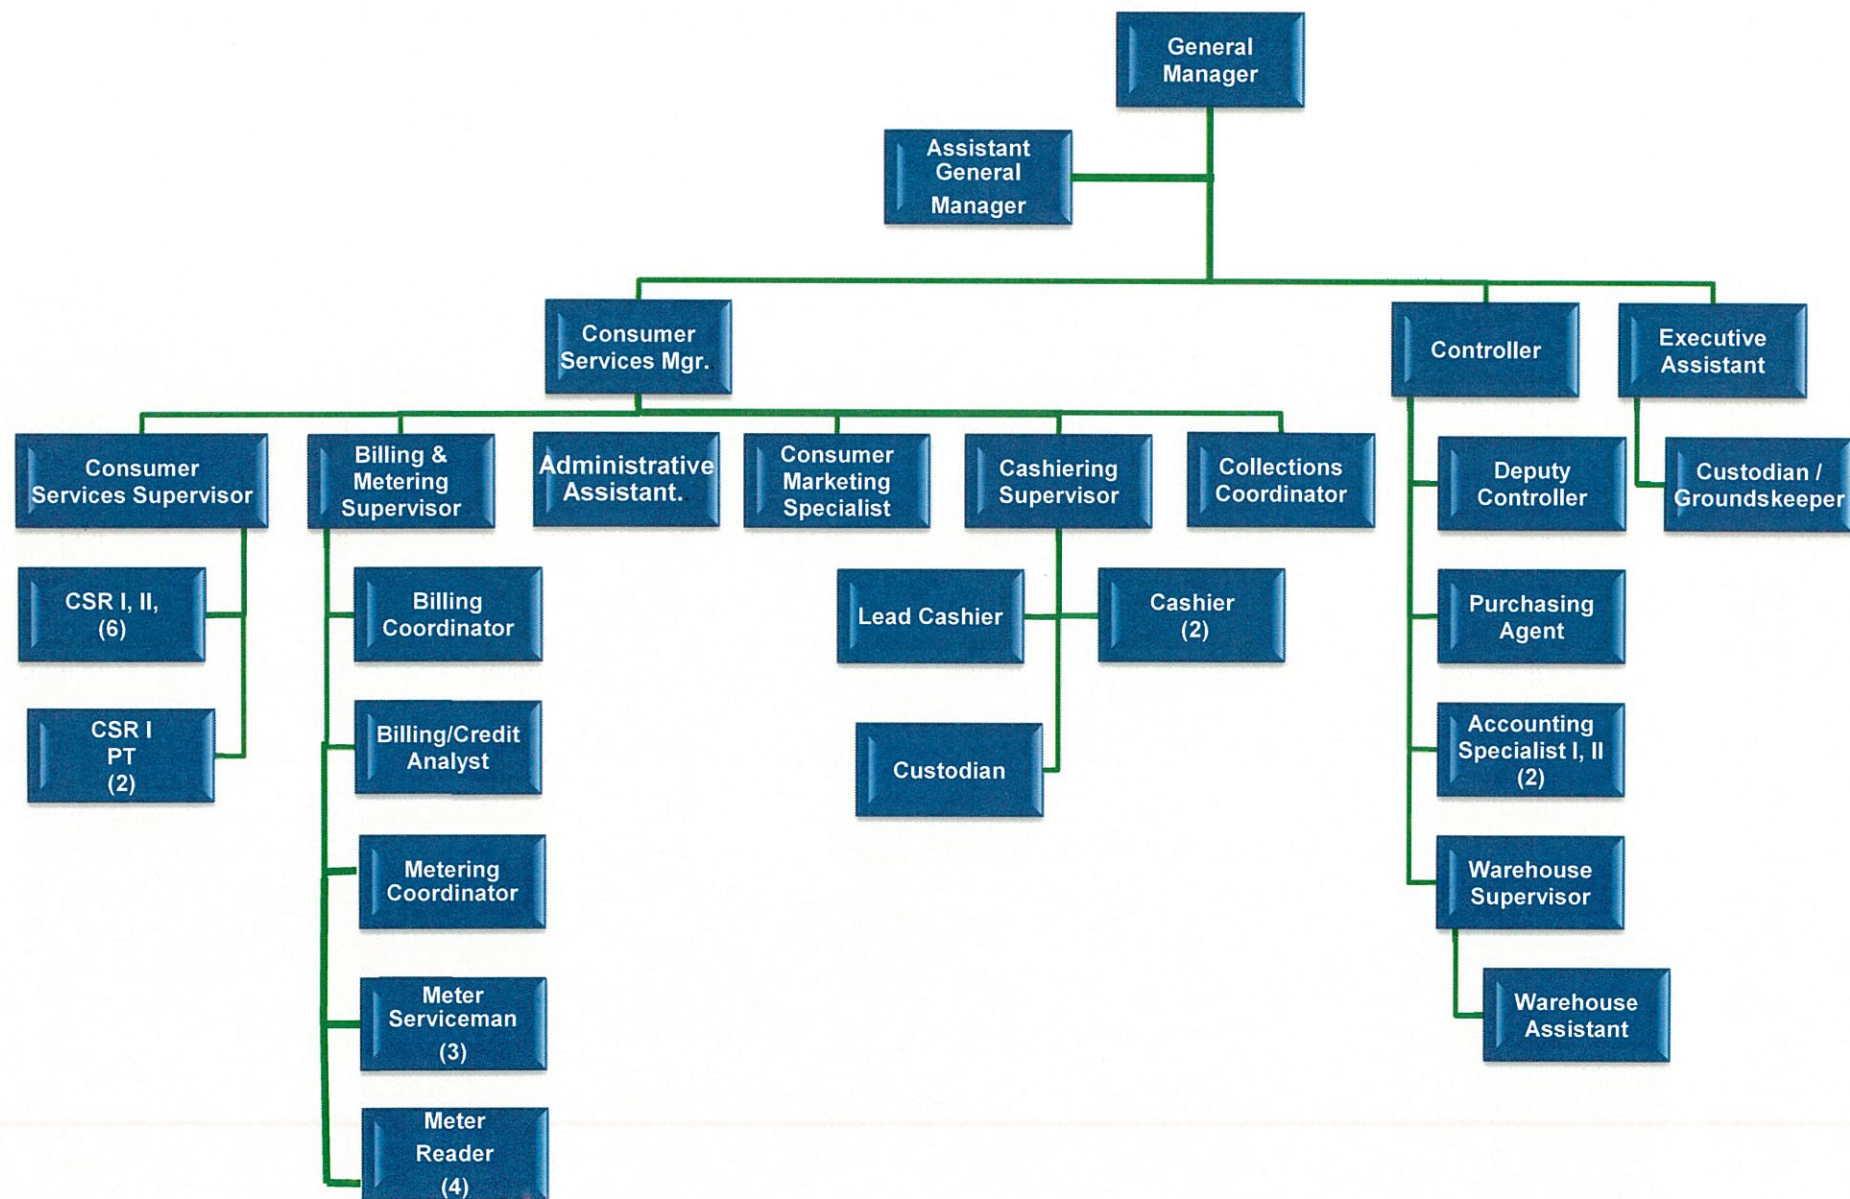 General
Manager
Assistant
General
Manager
Consumer
Services Mgr.
Controller
Executive
Assistant
Consumer
Services Supervisor
Billing &
Metering
Supervisor
Administrative
Assistant.
Consumer
Marketing
Specialist
Cashiering
Supervisor
Collections
Coordinator
Deputy
Controller
Custodian /
Groundskeeper
CSR I, II,
(6)
Billing
Coordinator
Lead Cashier
Cashier
(2)
Purchasing
Agent
CSR I
PT
(2)
Billing/Credit
Analyst
Custodian
Accounting
Specialist I, II
(2)
Metering
Coordinator
Warehouse
Supervisor
Meter
Serviceman
(3)
Warehouse
Assistant
Meter
Reader
(4)